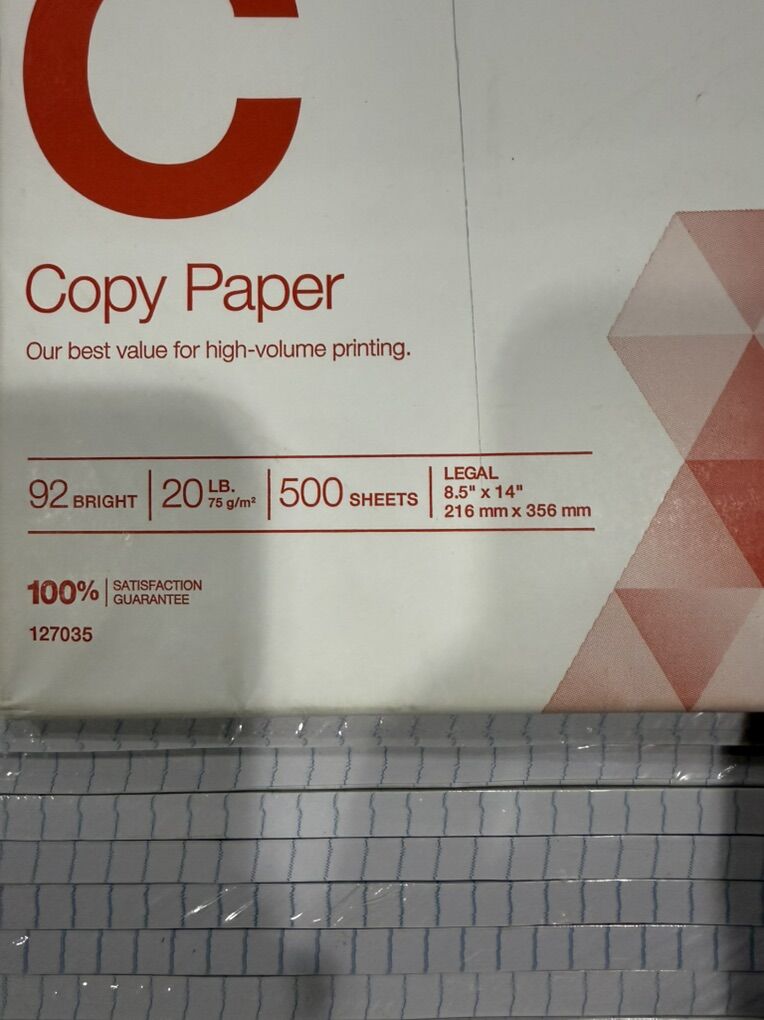 C
Copy Paper
Our best value for high-volume printing.
92 BRIGHT
20 LB.
75 g/m²
500 SHEETS
LEGAL
8.5" x 14"
216 mm x 356 mm
100% SATISFACTION
GUARANTEE
127035